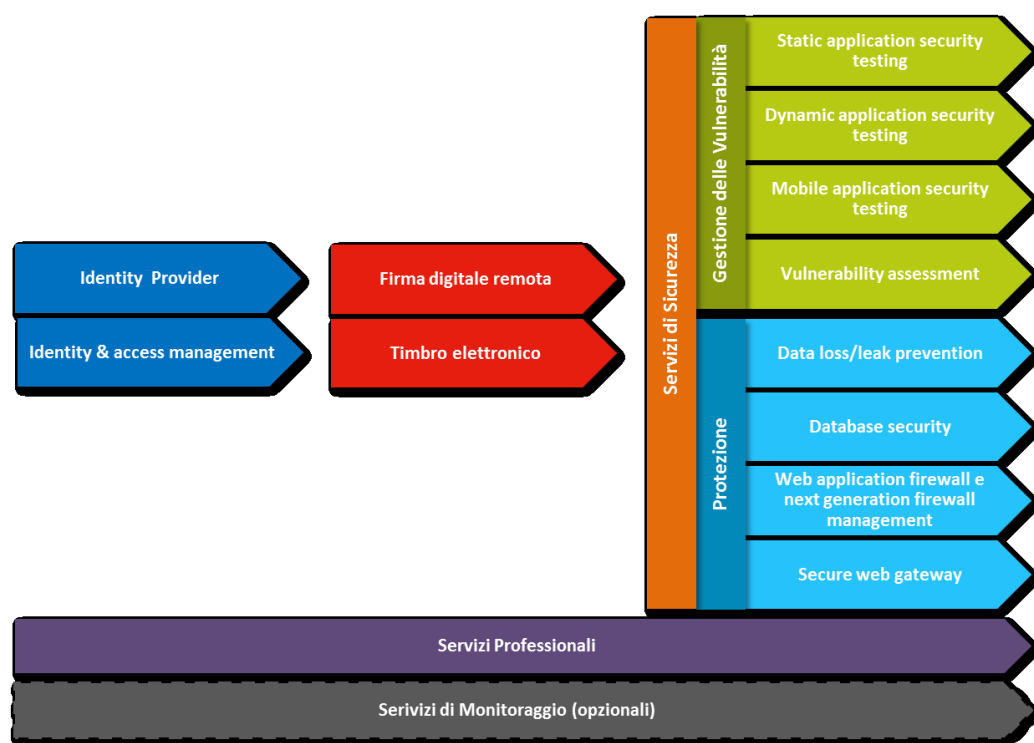 Identity Provider
Identity & access management
Firma digitale remota
Timbro elettronico
Servizi di Sicurezza
Gestione delle Vulnerabilità
Static application security
testing
Dynamic application security
testing
Mobile application security
testing
Vulnerability assessment
Protezione
Data loss/leak prevention
Database security
Web application firewall e
next generation firewall
management
Secure web gateway
Servizi Professionali
Serivizi di Monitoraggio (opzionali)